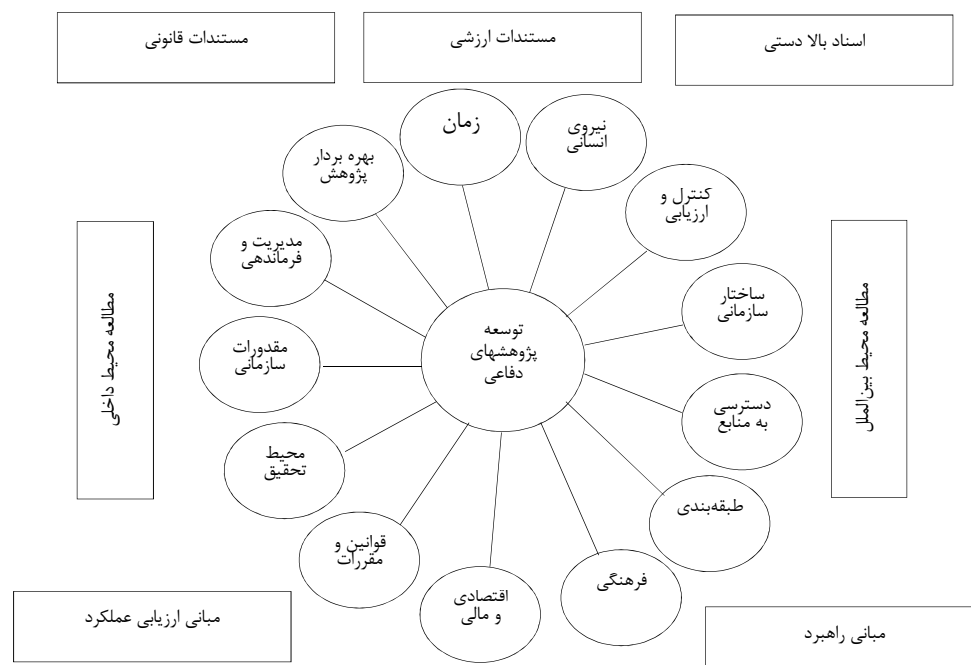 اسناد بالا دستی
مستندات ارزشی
مستندات قانونی
زمان
نیروی
انسانی
کنترل و
ارزیابی
ساختار
سازمانی
دسترسی
به منابع
طبقه‌بندی
فرهنگی
اقتصادی
و مالی
قوانین و
مقررات
محیط
تحقیق
مقدورات
سازمانی
مدیریت و
فرماندهی
بهره بردار
پژوهش
توسعه
پژوهشهای
دفاعی
مطالعه محیط بین‌الملل
مطالعه محیط داخلی
مبانی راهبرد
مبانی ارزیابی عملکرد